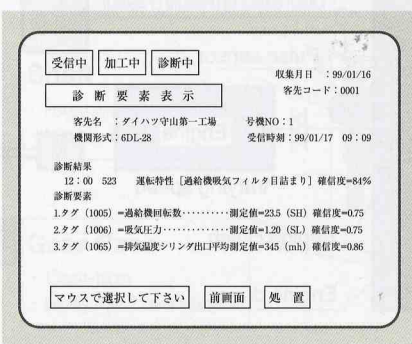 受信中 加工中 診断中
収集月日 :99/01/16
客先コード:0001
診断要素表示
客先名 :ダイハツ守山第一工場 号機NO:1
機関形式:6DL-28 受信時刻:99/01/17 09:09
診断結果
12:00 523 運転特性 [過給機吸気フィルタ目詰まり] 確信度=84%
診断要素
1.タグ (1005) =過給機回転数··········測定値=23.5 (SH) 確信度=0.75
2.タグ (1006) =吸気圧力·············測定値=1.20 (SL) 確信度=0.75
3.タグ (1065) =排気温度シリンダ出口平均測定値=345 (mh) 確信度=0.86
マウスで選択して下さい 前画面 処置